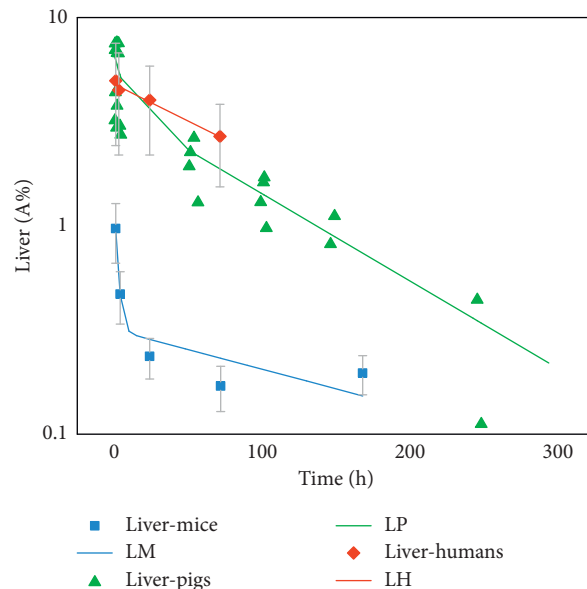 10
1
0.1
Liver (A%)
0 100 200 300
Time (h)
Liver-mice LP
LM Liver-humans
Liver-pigs LH